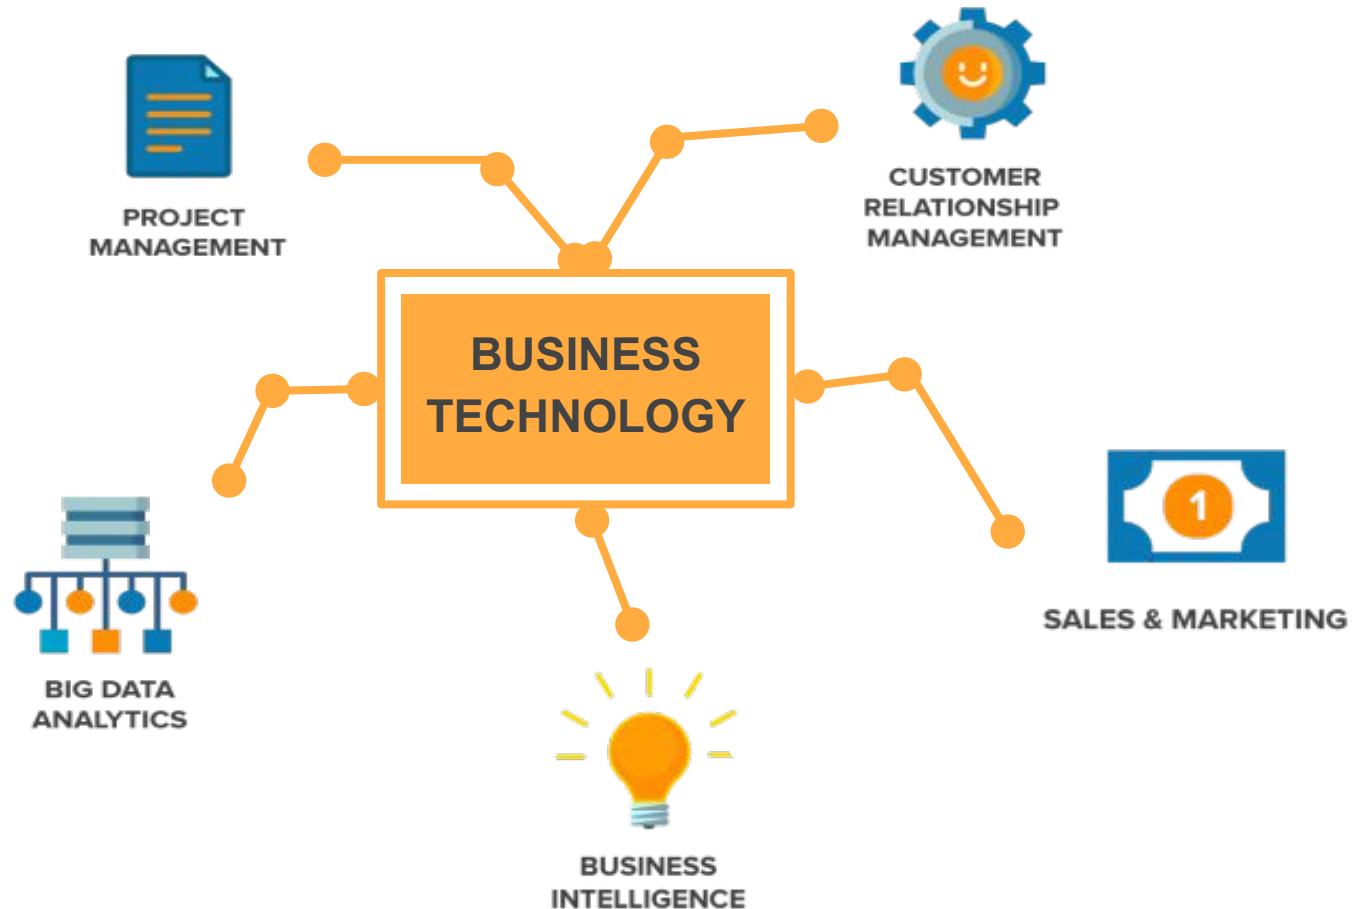 PROJECT
MANAGEMENT
CUSTOMER
RELATIONSHIP
MANAGEMENT
BUSINESS
TECHNOLOGY
1
SALES & MARKETING
BIG DATA
ANALYTICS
BUSINESS
INTELLIGENCE